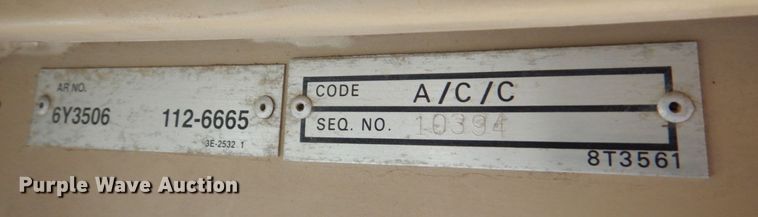 AR NO.
6Y3506 112-6665
3E-2532 1
CODE A/C/C
SEQ. NO. 10394
8T3561
Purple Wave Auction